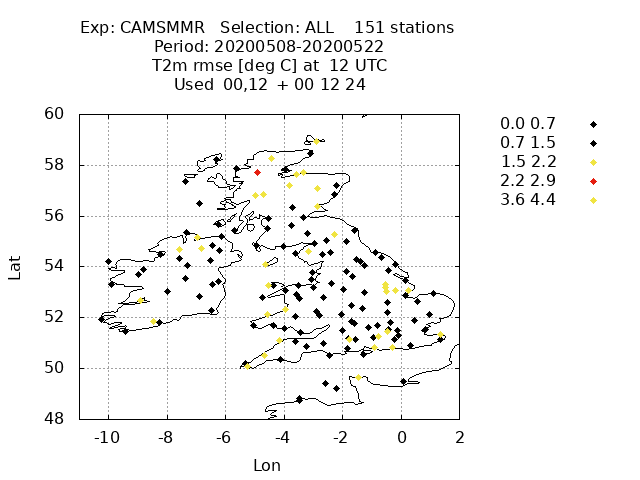 Exp: CAMSMMR   Selection: ALL    151 stations
Period: 20200508-20200522
T2m rmse [deg C] at  12 UTC
Used  00,12  + 00 12 24
0.0 0.7
0.7 1.5
1.5 2.2
2.2 2.9
3.6 4.4
60
58
56
54
52
50
48
Lat
-10 -8 -6 -4 -2 0 2
Lon